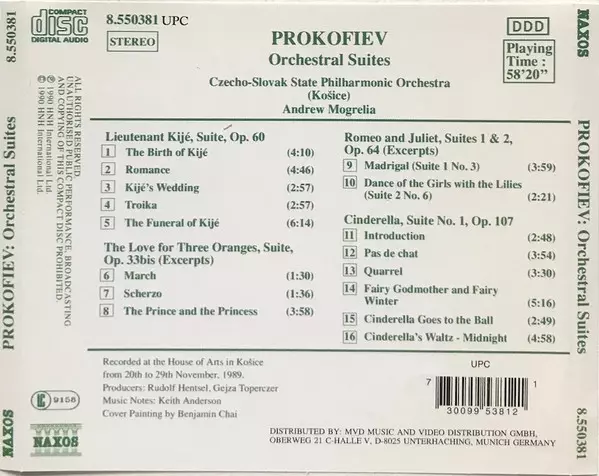 8.550381
PROKOFIEV: Orchestral Suites
NAXOS
COMPACT
disc
DIGITAL AUDIO
8.550381 UPC
STEREO
PROKOFIEV
Orchestral Suites
Czecho-Slovak State Philharmonic Orchestra
(Košice)
Andrew Mogrelia
DDD
Playing
Time :
58'20"
ALL RIGHTS RESERVED
UNAUTHORISED PUBLIC PERFORMANCE, BROADCASTING
AND COPYING OF THIS COMPACT DISC PROHIBITED.
℗ 1990 HNH International Ltd.
© 1990 HNH International Ltd.
Lieutenant Kijé, Suite, Op. 60
1 The Birth of Kijé (4:10)
2 Romance (4:46)
3 Kijé's Wedding (2:57)
4 Troika (2:57)
5 The Funeral of Kijé (6:14)
The Love for Three Oranges, Suite,
Op. 33bis (Excerpts)
6 March (1:30)
7 Scherzo (1:36)
8 The Prince and the Princess (3:58)
Romeo and Juliet, Suites 1 & 2,
Op. 64 (Excerpts)
9 Madrigal (Suite 1 No. 3) (3:59)
10 Dance of the Girls with the Lilies
(Suite 2 No. 6) (2:21)
Cinderella, Suite No. 1, Op. 107
11 Introduction (2:48)
12 Pas de chat (3:54)
13 Quarrel (3:30)
14 Fairy Godmother and Fairy
Winter (5:16)
15 Cinderella Goes to the Ball (2:49)
16 Cinderella's Waltz - Midnight (4:58)
Recorded at the House of Arts in Košice
from 20th to 29th November, 1989.
Producers: Rudolf Hentsel, Gejza Toperczer
Music Notes: Keith Anderson
Cover Painting by Benjamin Chai
UPC
7 30099 53812 1
LC 9158
NAXOS
DISTRIBUTED BY: MVD MUSIC AND VIDEO DISTRIBUTION GMBH,
OBERWEG 21 C-HALLE V, D-8025 UNTERHACHING, MUNICH GERMANY
NAXOS
PROKOFIEV: Orchestral Suites
8.550381